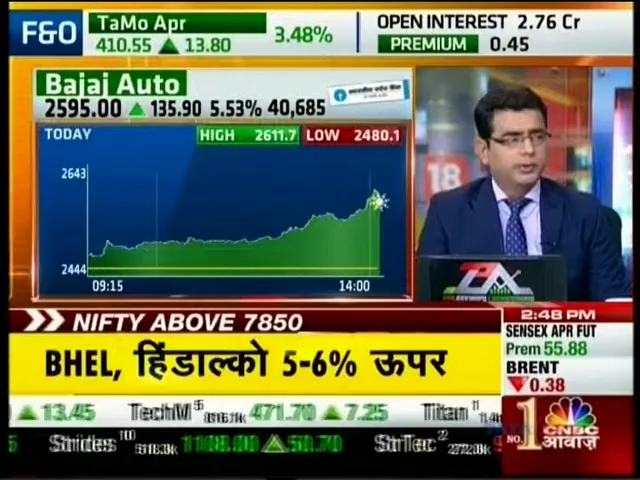 F&O
TaMo Apr
410.55 ▲ 13.80
3.48%
OPEN INTEREST 2.76 Cr
PREMIUM 0.45
Bajaj Auto
2595.00 ▲ 135.90 5.53% 40,685
TODAY
HIGH 2611.7
LOW 2480.1
2643
2444
09:15
14:00
18
NIFTY ABOVE 7850
BHEL, हिंडाल्को 5-6% ऊपर
2:48 PM
SENSEX APR FUT
Prem 55.88
BRENT
▼0.38
▲ 13.45 TechM 471.70 ▲ 7.25 Titan
Strides StrTec
NO.1
CNBC
आवाज़